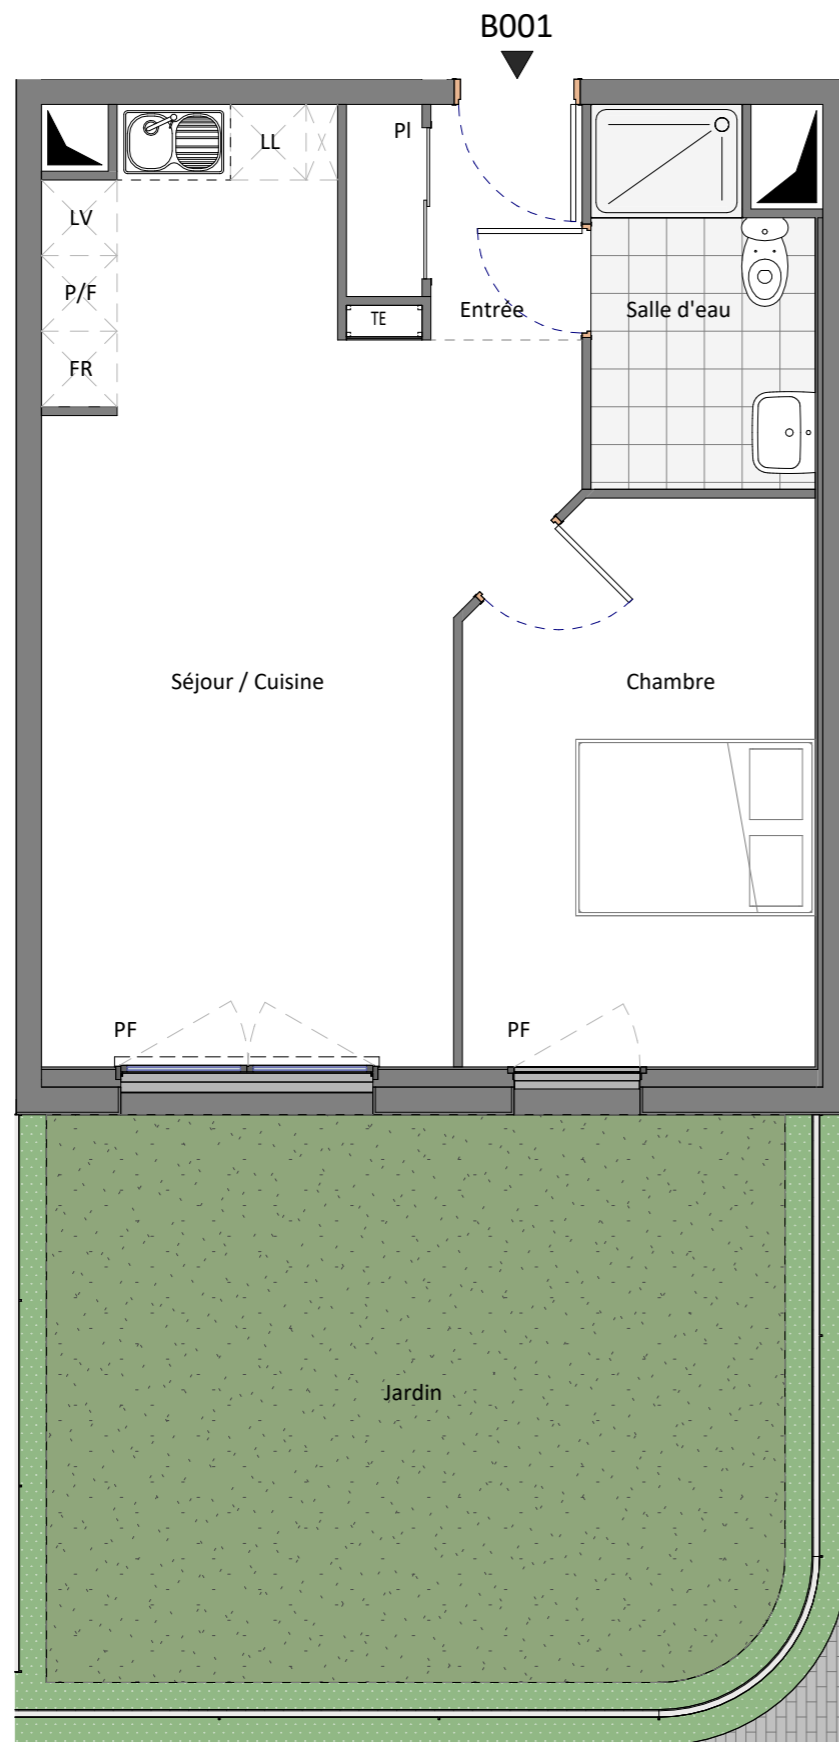 B001
LL
Pl
LV
P/F
FR
TE
Entrée
Salle d'eau
Séjour / Cuisine
Chambre
PF
PF
Jardin